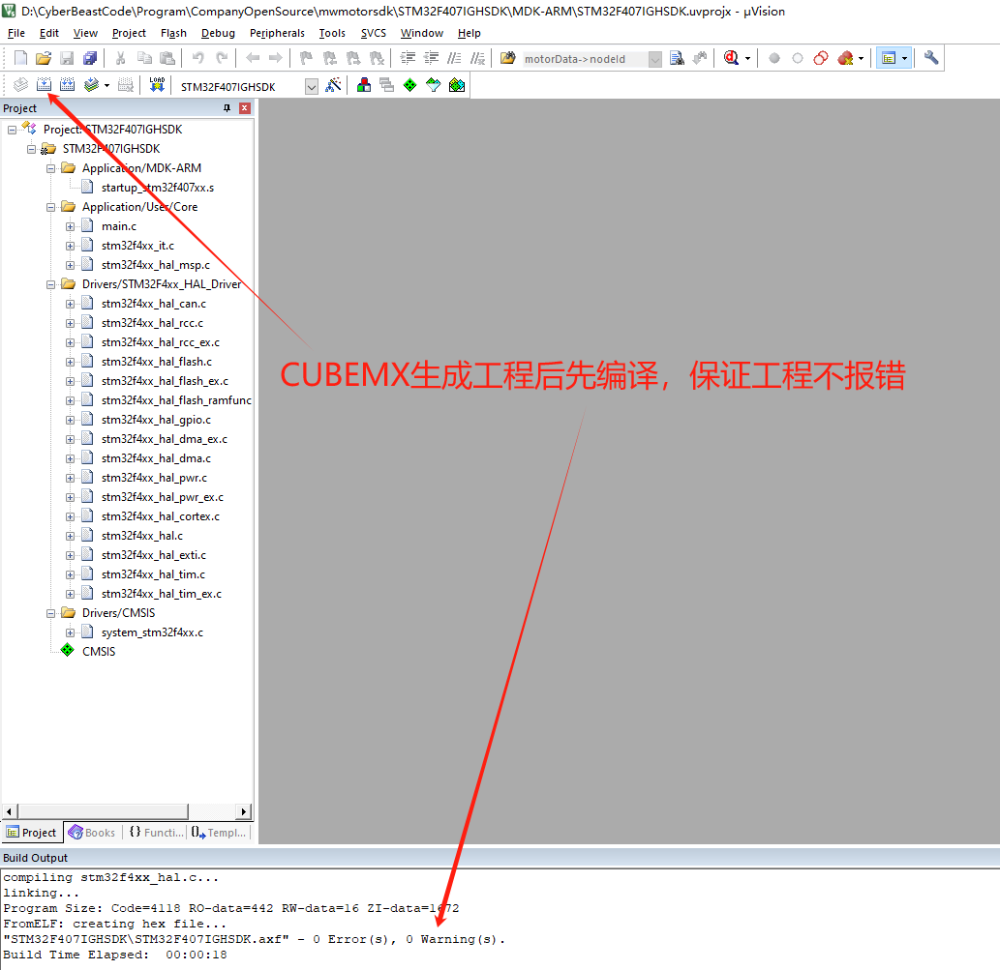 D:\CyberBeastCode\Program\CompanyOpenSource\mwmotorsdk\STM32F407IGHSDK\MDK-ARM\STM32F407IGHSDK.uvprojx - µVision
File Edit View Project Flash Debug Peripherals Tools SVCS Window Help
motorData->nodeId
LOAD STM32F407IGHSDK
Project
Project: STM32F407IGHSDK
STM32F407IGHSDK
Application/MDK-ARM
startup_stm32f407xx.s
Application/User/Core
main.c
stm32f4xx_it.c
stm32f4xx_hal_msp.c
Drivers/STM32F4xx_HAL_Driver
stm32f4xx_hal_can.c
stm32f4xx_hal_rcc.c
stm32f4xx_hal_rcc_ex.c
stm32f4xx_hal_flash.c
stm32f4xx_hal_flash_ex.c
stm32f4xx_hal_flash_ramfunc
stm32f4xx_hal_gpio.c
stm32f4xx_hal_dma_ex.c
stm32f4xx_hal_dma.c
stm32f4xx_hal_pwr.c
stm32f4xx_hal_pwr_ex.c
stm32f4xx_hal_cortex.c
stm32f4xx_hal.c
stm32f4xx_hal_exti.c
stm32f4xx_hal_tim.c
stm32f4xx_hal_tim_ex.c
Drivers/CMSIS
system_stm32f4xx.c
CMSIS
CUBEMX生成工程后先编译，保证工程不报错
Project Books {} Functi... Templ...
Build Output
compiling stm32f4xx_hal.c...
linking...
Program Size: Code=4118 RO-data=442 RW-data=16 ZI-data=1672
FromELF: creating hex file...
"STM32F407IGHSDK\STM32F407IGHSDK.axf" - 0 Error(s), 0 Warning(s).
Build Time Elapsed:  00:00:18